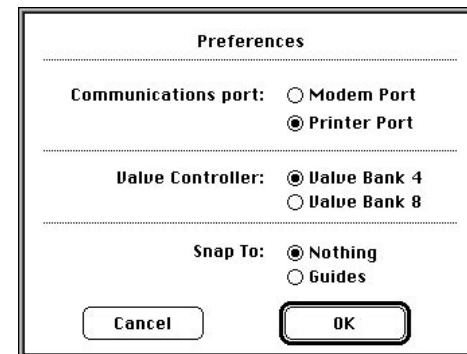 Preferences
Communications port: Modem Port
Printer Port
Valve Controller: Valve Bank 4
Valve Bank 8
Snap To: Nothing
Guides
Cancel OK